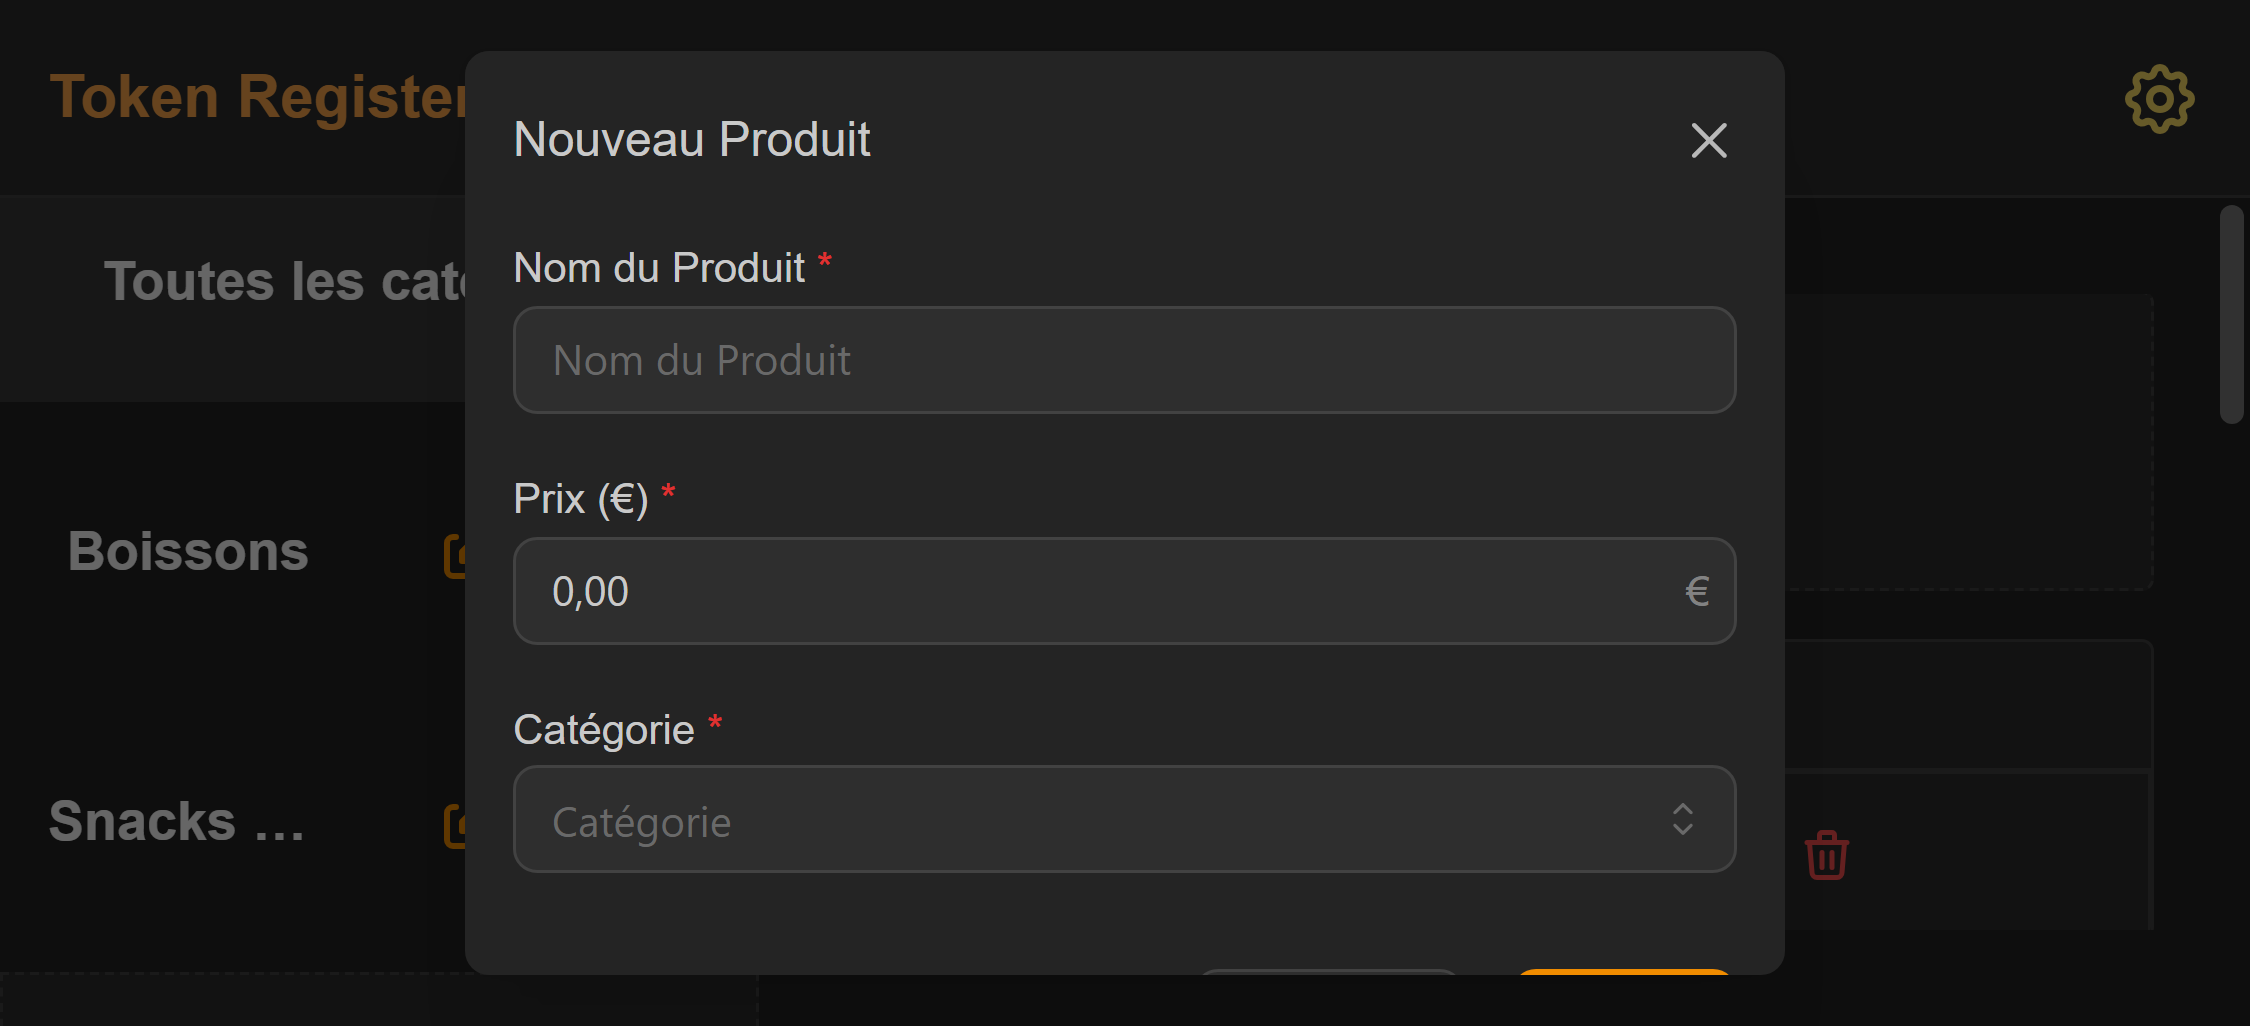 Token Register
Nouveau Produit
Toutes les caté
Nom du Produit *
Nom du Produit
Prix (€) *
0,00 €
Boissons
Catégorie *
Catégorie
Snacks ...